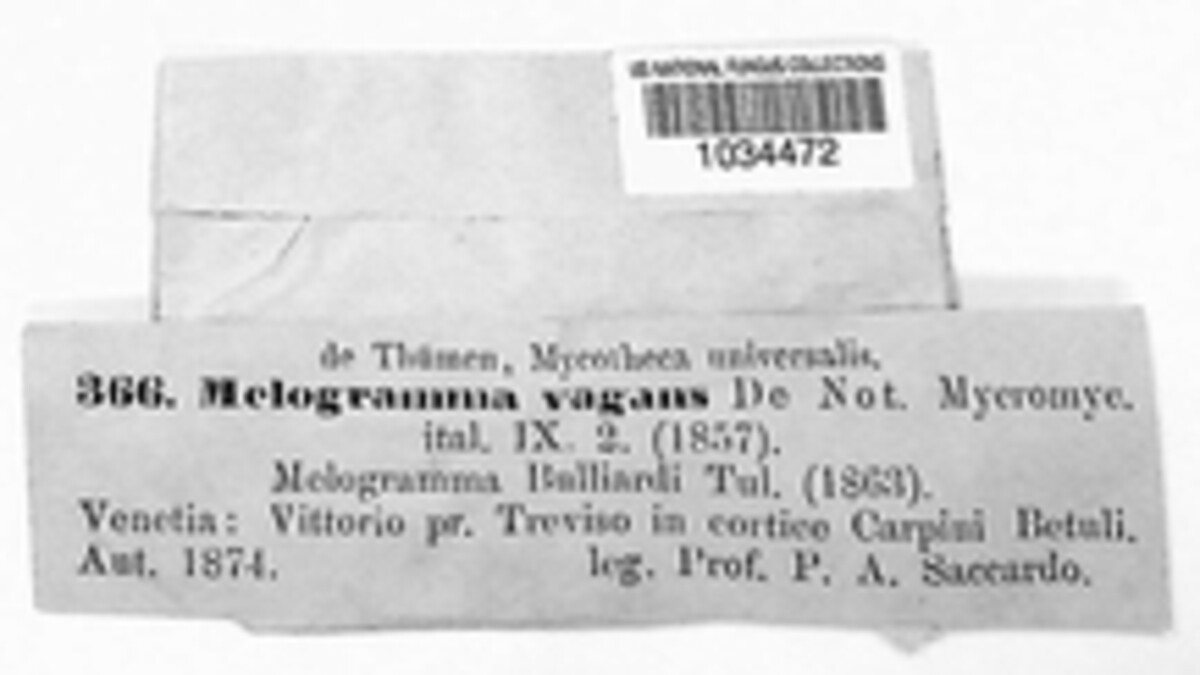 US NATIONAL FUNGUS COLLECTIONS
1034472
de Thümen, Mycotheca universalis.
366. Melogramma vagans De Not. Mycromyc.
ital. IX. 2. (1857).
Melogramma Bulliardi Tul. (1863).
Venetia: Vittorio pr. Treviso in cortice Carpini Betuli.
Aut. 1874. leg. Prof. P. A. Saccardo.